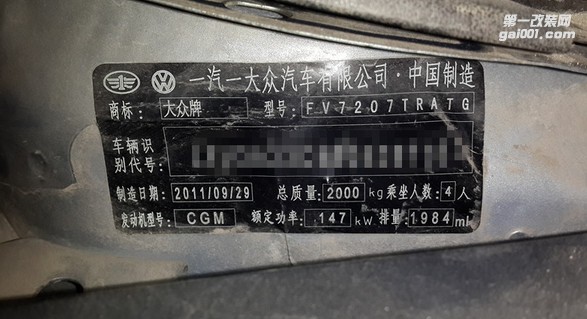 第一改装网
gai001.com
一汽一大众汽车有限公司·中国制造
商标: 大众牌 型号: FV7207TRATG
车辆识
别代号:
制造日期: 2011/09/29 总质量: 2000 kg 乘坐人数: 4 人
发动机型号: CGM 额定功率: 147 kW 排量: 1984 ml